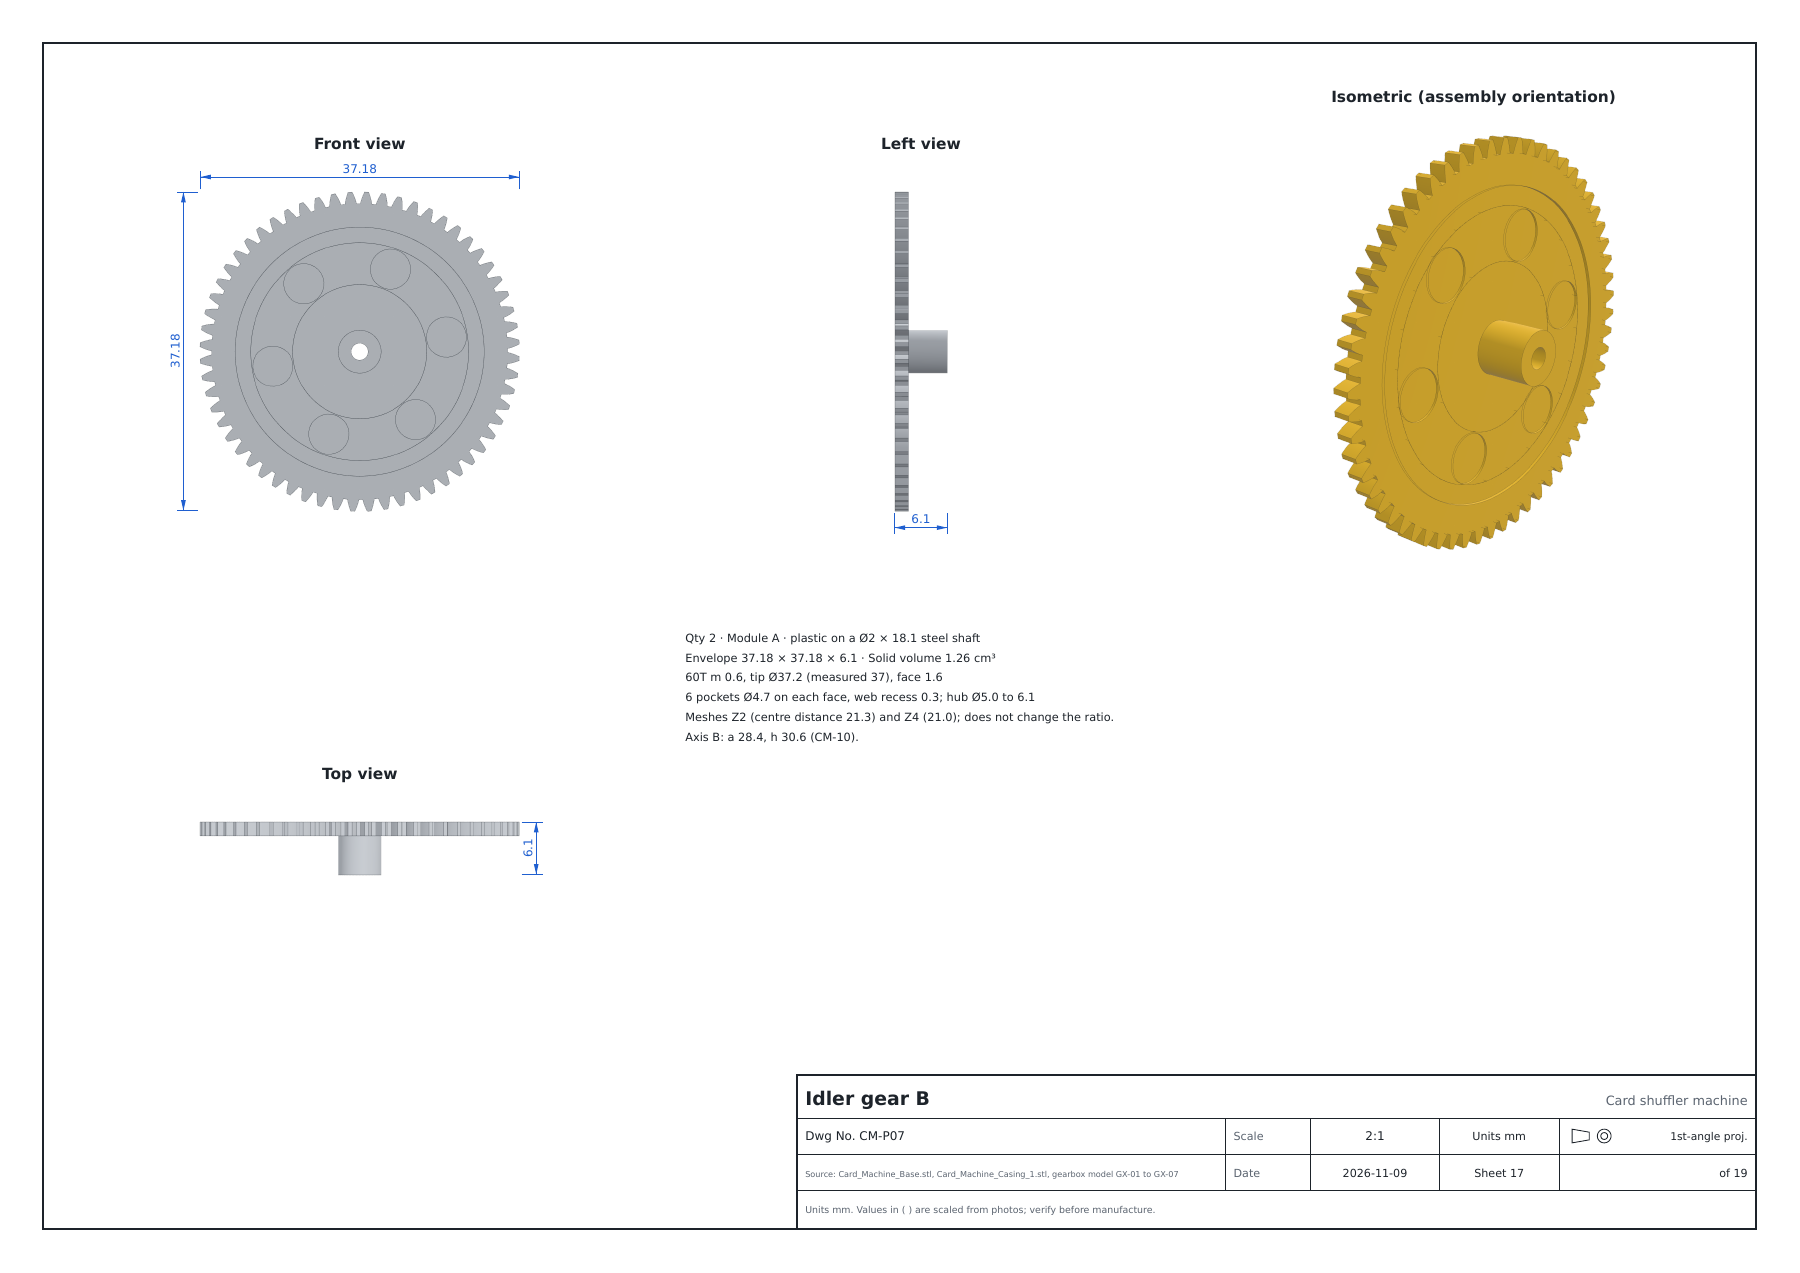 Isometric (assembly orientation)
Front view
Left view
37.18
37.18
6.1
Qty 2 · Module A · plastic on a Ø2 × 18.1 steel shaft
Envelope 37.18 × 37.18 × 6.1 · Solid volume 1.26 cm³
60T m 0.6, tip Ø37.2 (measured 37), face 1.6
6 pockets Ø4.7 on each face, web recess 0.3; hub Ø5.0 to 6.1
Meshes Z2 (centre distance 21.3) and Z4 (21.0); does not change the ratio.
Axis B: a 28.4, h 30.6 (CM-10).
Top view
6.1
Idler gear B
Card shuffler machine
Dwg No. CM-P07
Scale
2:1
Units mm
1st-angle proj.
Source: Card_Machine_Base.stl, Card_Machine_Casing_1.stl, gearbox model GX-01 to GX-07
Date
2026-11-09
Sheet 17
of 19
Units mm. Values in ( ) are scaled from photos; verify before manufacture.